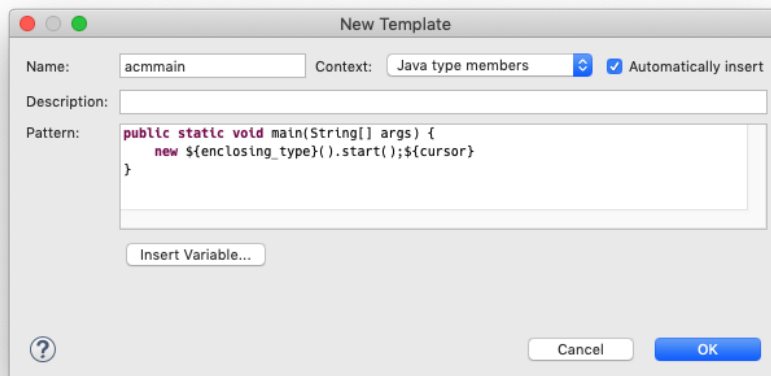 New Template
Name: acmmain Context: Java type members Automatically insert
Description:
Pattern: public static void main(String[] args) {
    new ${enclosing_type}().start();${cursor}
}
Insert Variable...
? Cancel OK